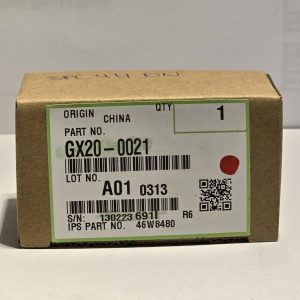 ORIGIN CHINA QTY 1
PART NO.
GX20-0021
LOT NO.
A01 0313
S/N: 130223 6911 R6
IPS PART NO. 46W8480